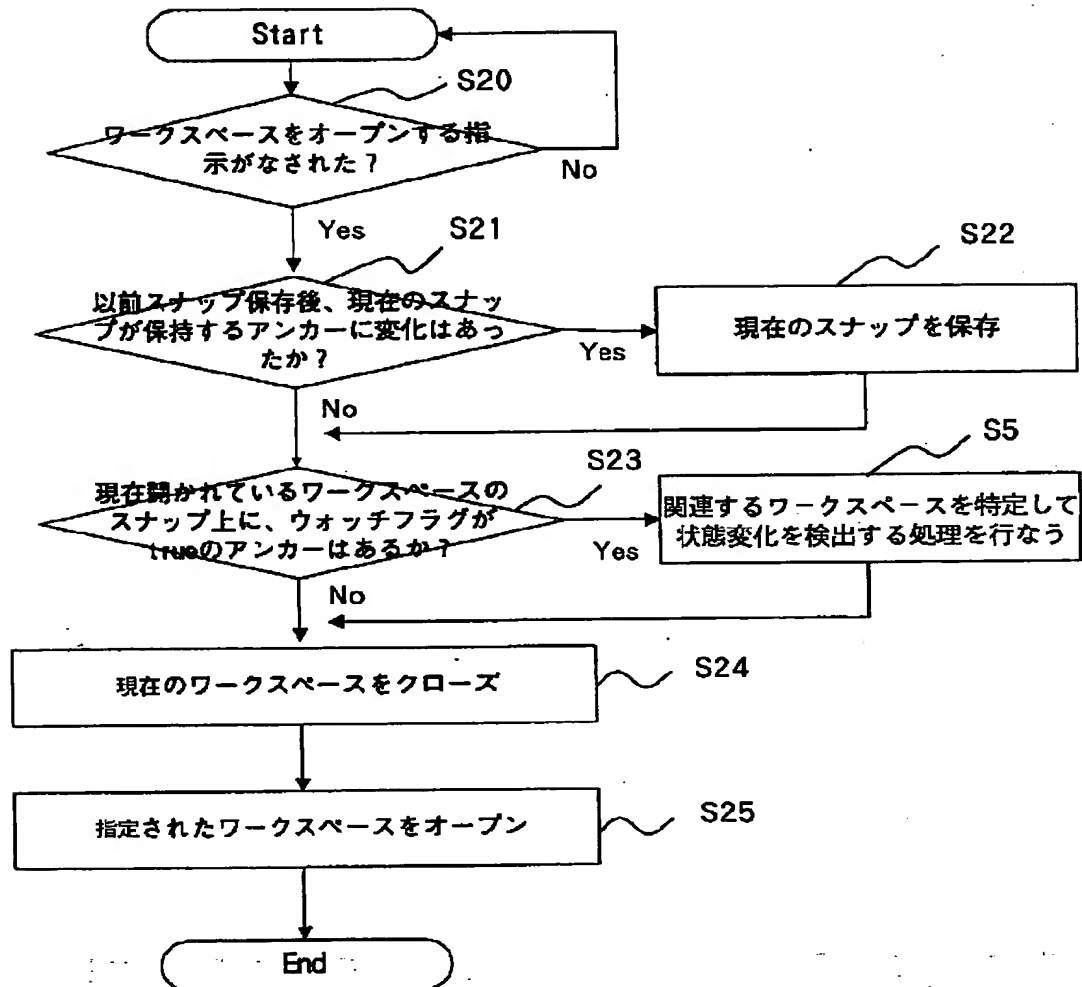 Start
S20
ワークスペースをオープンする指
示がなされた？
No
Yes
S21
以前スナップ保存後、現在のスナッ
プが保持するアンカーに変化はあっ
たか？
Yes
S22
現在のスナップを保存
No
S23
現在開かれているワークスペースの
スナップ上に、ウォッチフラグが
trueのアンカーはあるか？
Yes
S5
関連するワークスペースを特定して
状態変化を検出する処理を行なう
No
現在のワークスペースをクローズ
S24
指定されたワークスペースをオープン
S25
End